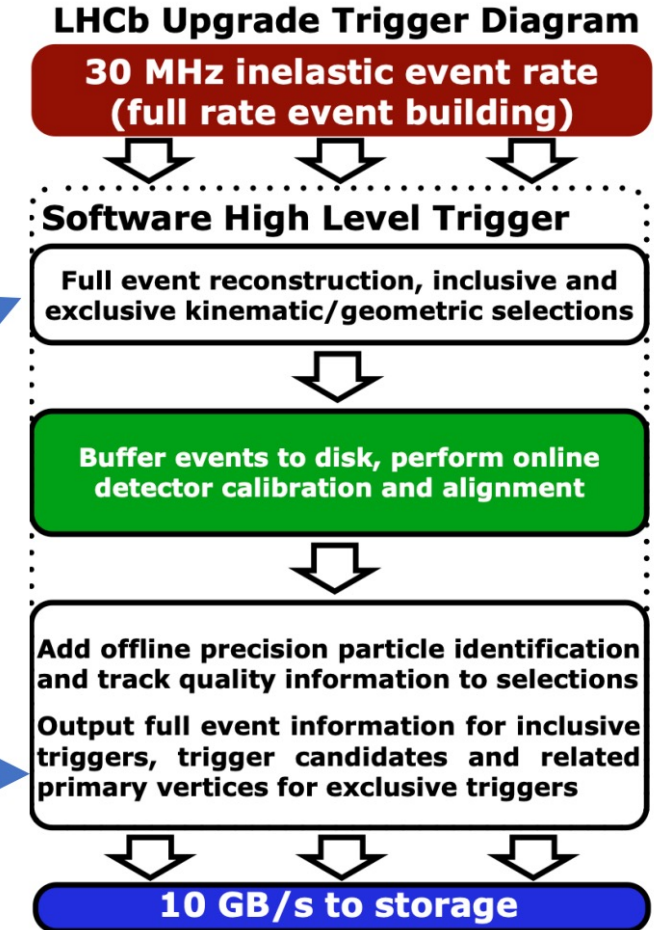 LHCb Upgrade Trigger Diagram
30 MHz inelastic event rate
(full rate event building)
Software High Level Trigger
Full event reconstruction, inclusive and
exclusive kinematic/geometric selections
Buffer events to disk, perform online
detector calibration and alignment
Add offline precision particle identification
and track quality information to selections
Output full event information for inclusive
triggers, trigger candidates and related
primary vertices for exclusive triggers
10 GB/s to storage